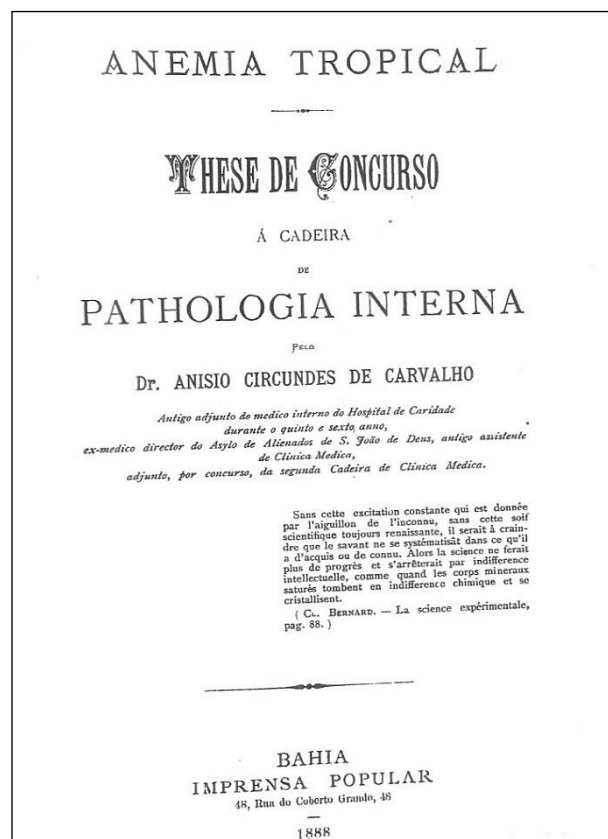 ANEMIA TROPICAL
THESE DE CONCURSO
Á CADEIRA
DE
PATHOLOGIA INTERNA
PELO
Dr. ANISIO CIRCUNDES DE CARVALHO
Antigo adjunto do medico interno do Hospital de Caridade
durante o quinto e sexto anno,
ex-medico director do Asylo de Alienados de S. João de Deus, antigo assistente
de Clinica Medica,
adjunto, por concurso, da segunda Cadeira de Clinica Medica.
Sans cette excitation constante qui est donnée
par l'aiguillon de l'inconnu, sans cette soif
scientifique toujours renaissante, il serait à crain-
dre que le savant ne se systématisât dans ce qu'il
a d'acquis ou de connu. Alors la science ne ferait
plus de progrès et s'arrêterait par indifference
intellectuelle, comme quand les corps mineraux
saturés tombent en indifference chimique et se
cristallisent.
( CL. BERNARD. — La science expérimentale,
pag. 88. )
BAHIA
IMPRENSA POPULAR
48, Rua do Coberto Grande, 48
1888